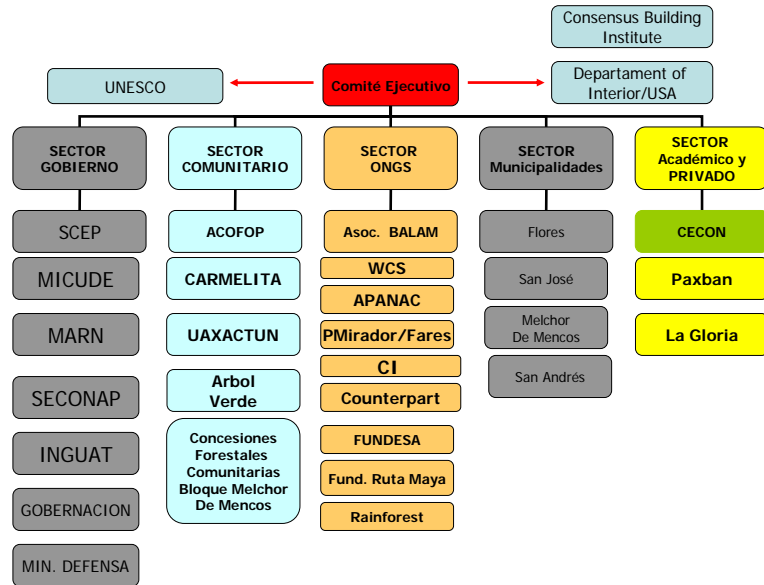 Consensus Building
Institute
UNESCO
Comité Ejecutivo
Departament of
Interior/USA
SECTOR
GOBIERNO
SECTOR
COMUNITARIO
SECTOR
ONGS
SECTOR
Municipalidades
SECTOR
Académico y
PRIVADO
SCEP
MICUDE
MARN
SECONAP
INGUAT
GOBERNACION
MIN. DEFENSA
ACOFOP
CARMELITA
UAXACTUN
Arbol
Verde
Concesiones
Forestales
Comunitarias
Bloque Melchor
De Mencos
Asoc. BALAM
WCS
APANAC
PMirador/Fares
CI
Counterpart
FUNDESA
Fund. Ruta Maya
Rainforest
Flores
San José
Melchor
De Mencos
San Andrés
CECON
Paxban
La Gloria